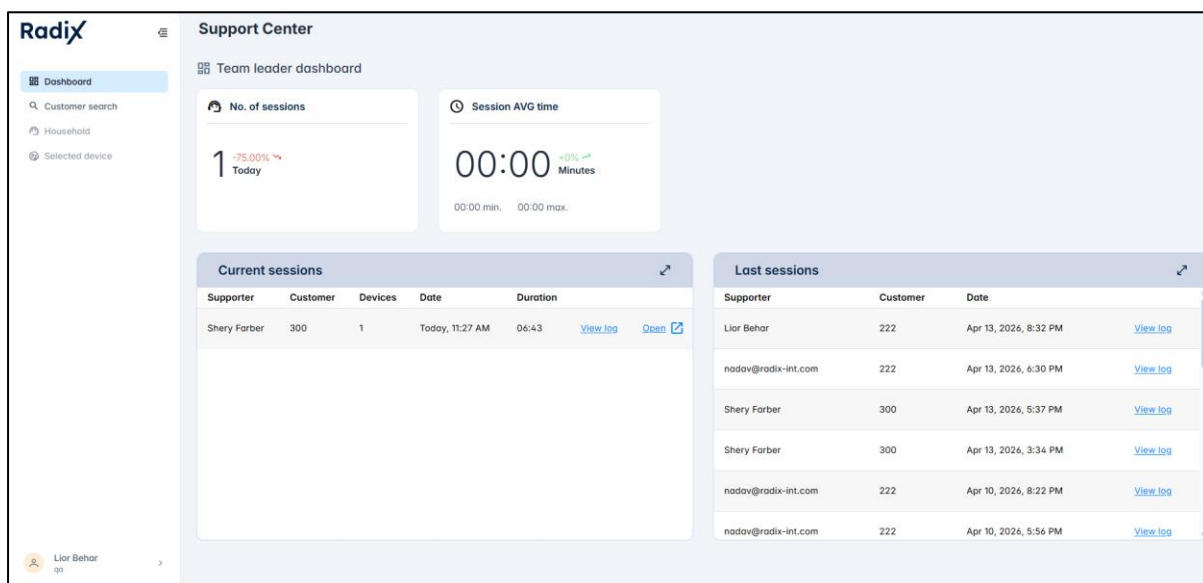 Radix
Support Center
Dashboard
Customer search
Household
Selected device
Team leader dashboard
No. of sessions
1 -75.00%
Today
Session AVG time
00:00 +0%
Minutes
00:00 min. 00:00 max.
Current sessions
Supporter Customer Devices Date Duration
Shery Farber 300 1 Today, 11:27 AM 06:43 View log Open
Last sessions
Supporter Customer Date
Lior Behar 222 Apr 13, 2026, 8:32 PM View log
nadav@radix-int.com 222 Apr 13, 2026, 6:30 PM View log
Shery Farber 300 Apr 13, 2026, 5:37 PM View log
Shery Farber 300 Apr 13, 2026, 3:34 PM View log
nadav@radix-int.com 222 Apr 10, 2026, 8:22 PM View log
nadav@radix-int.com 222 Apr 10, 2026, 5:56 PM View log
Lior Behar
qa